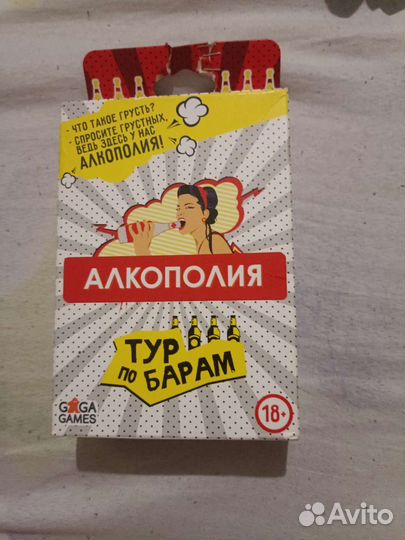 - ЧТО ТАКОЕ ГРУСТЬ?
- СПРОСИТЕ ГРУСТНЫХ,
ВЕДЬ ЗДЕСЬ У НАС
АЛКОПОЛИЯ!
АЛКОПОЛИЯ
ТУР
ПО БАРАМ
GAGA
GAMES
18+
Avito